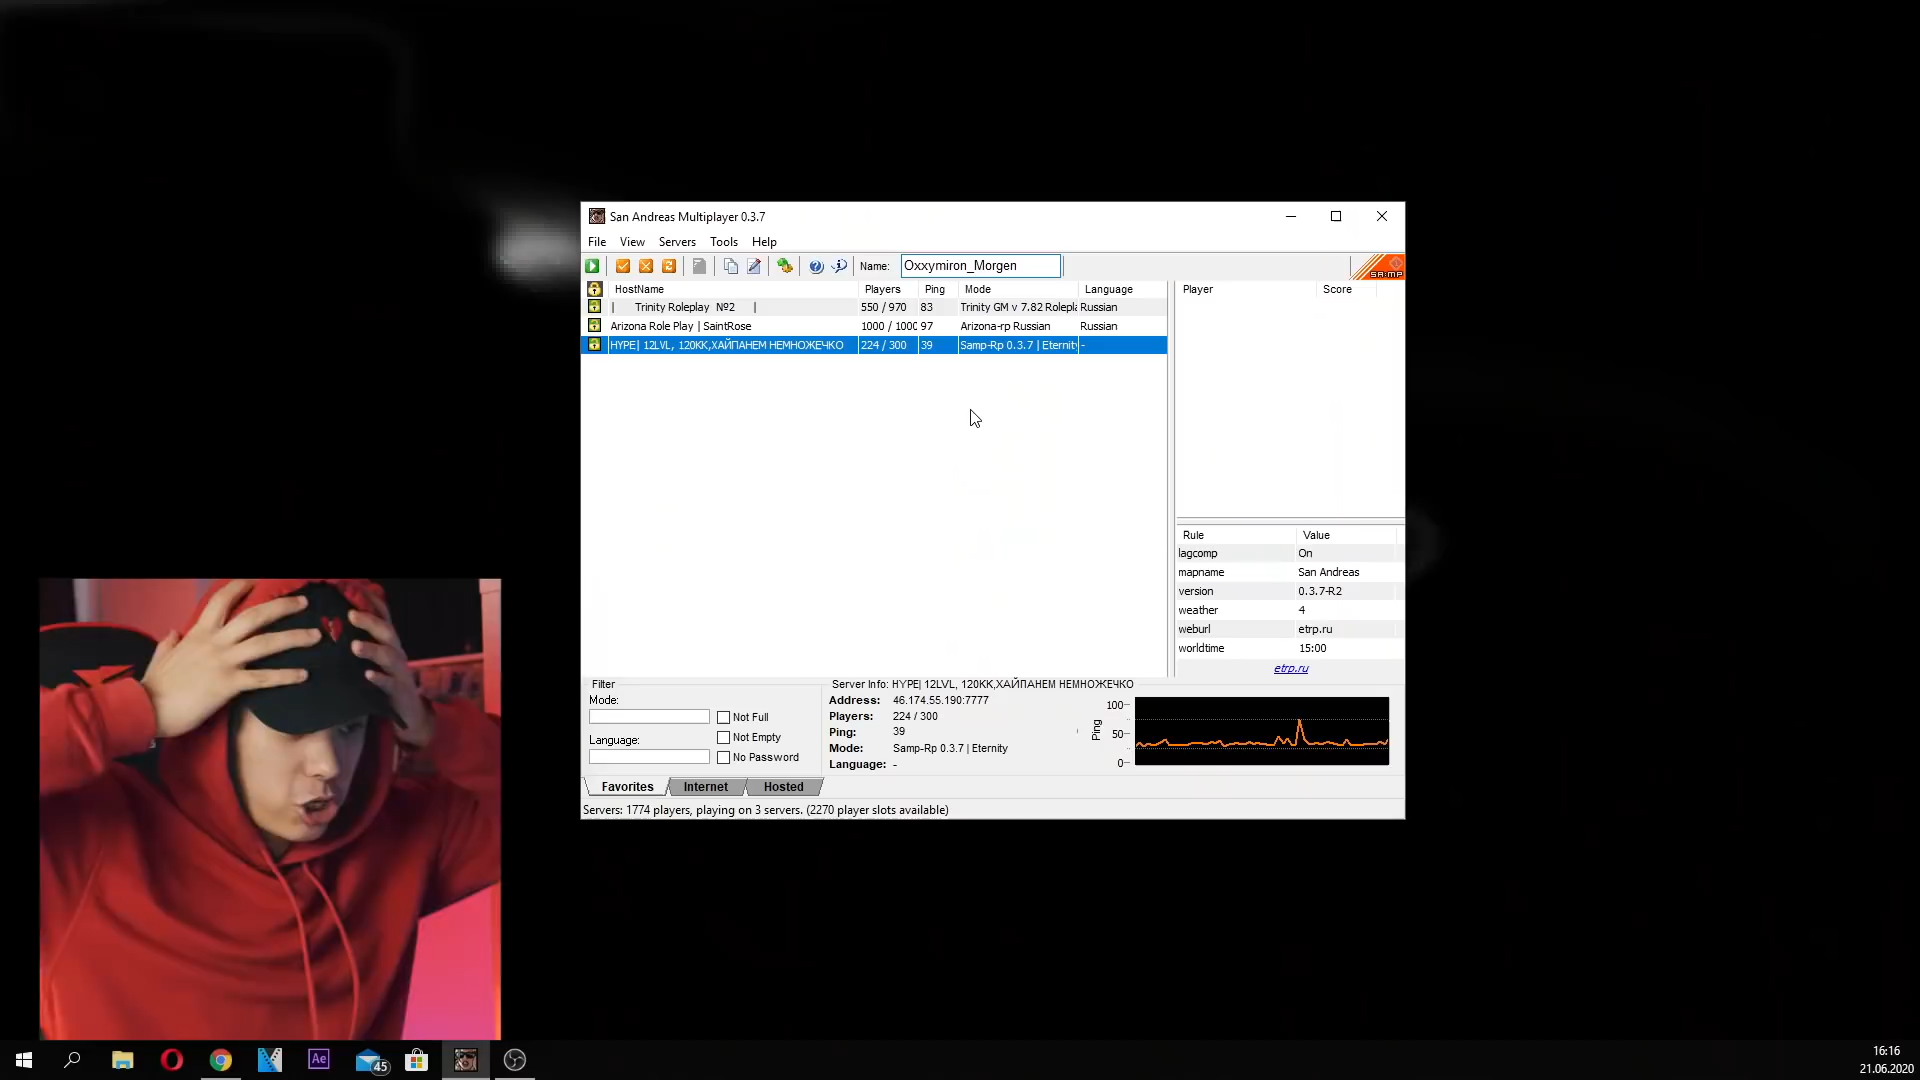 San Andreas Multiplayer 0.3.7
File View Servers Tools Help
Name: Oxxymiron_Morgen
SA:MP
HostName Players Ping Mode Language
| Trinity Roleplay №2 | 550 / 970 83 Trinity GM v 7.82 Rolepla Russian
Arizona Role Play | SaintRose 1000 / 100 97 Arizona-rp Russian Russian
HYPE| 12LVL, 120KK,ХАЙПАНЕМ НЕМНОЖЕЧКО 224 / 300 39 Samp-Rp 0.3.7 | Eternity -
Player Score
Rule Value
lagcomp On
mapname San Andreas
version 0.3.7-R2
weather 4
weburl etrp.ru
worldtime 15:00
etrp.ru
Filter
Mode:
Not Full
Language:
Not Empty
No Password
Server Info: HYPE| 12LVL, 120KK,ХАЙПАНЕМ НЕМНОЖЕЧКО
Address: 46.174.55.190:7777
Players: 224 / 300
Ping: 39
Mode: Samp-Rp 0.3.7 | Eternity
Language: -
Ping
100
50
0
Favorites Internet Hosted
Servers: 1774 players, playing on 3 servers. (2270 player slots available)
Ae
45
16:16
21.06.2020